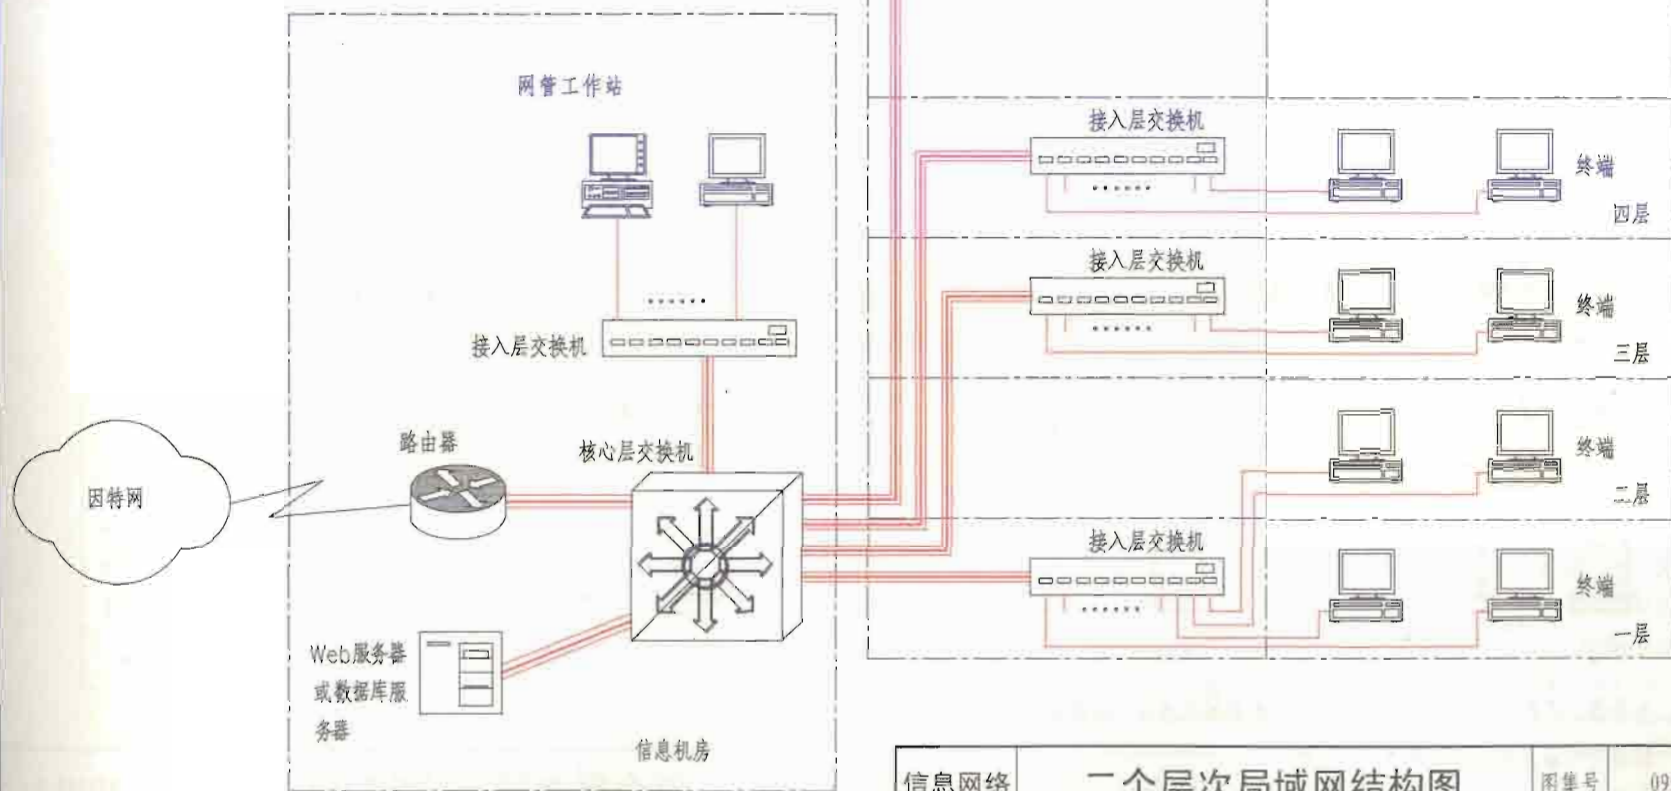 网管工作站
接入层交换机
路由器
核心层交换机
因特网
Web服务器
或数据库服
务器
信息机房
接入层交换机
终端
四层
接入层交换机
终端
三层
终端
二层
接入层交换机
终端
一层
信息网络
二个层次局域网结构图
图集号
09